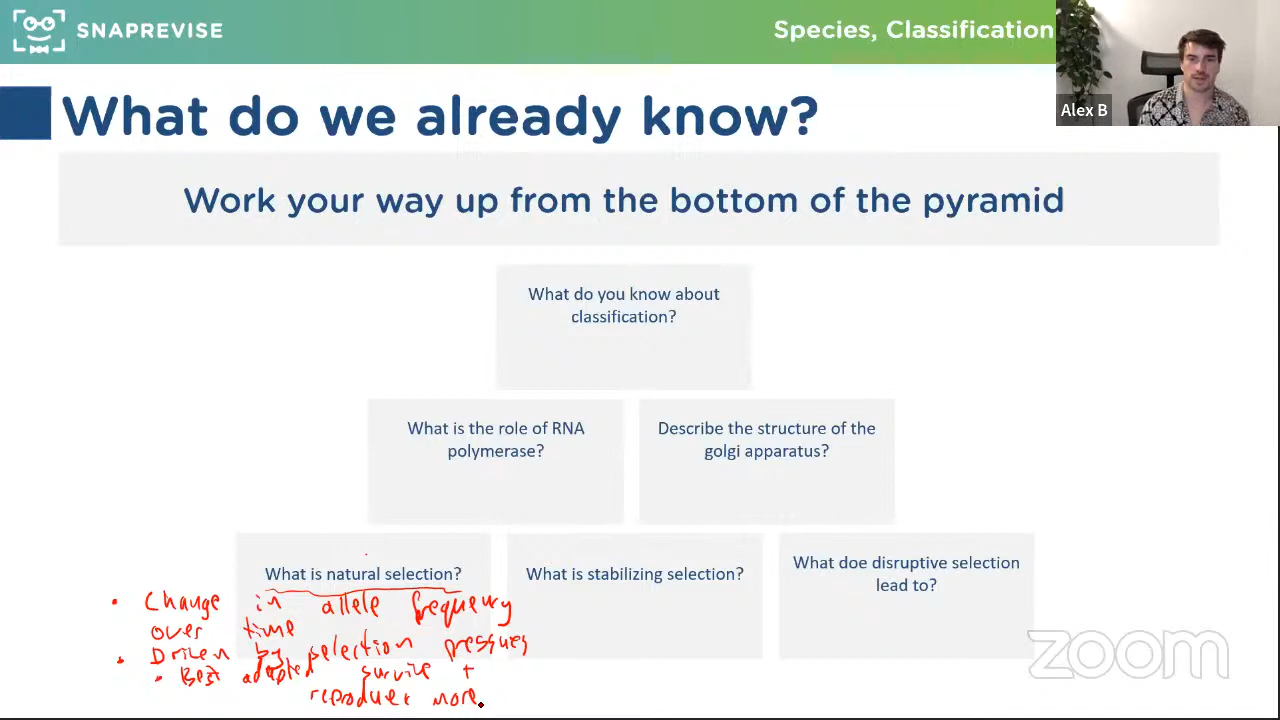 SNAPREVISE
Species, Classification
Alex B
What do we already know?
Work your way up from the bottom of the pyramid
What do you know about
classification?
What is the role of RNA
polymerase?
Describe the structure of the
golgi apparatus?
What is natural selection?
What is stabilizing selection?
What doe disruptive selection
lead to?
• Change in allele frequency
over time
• Driven by selection pressures
• Best adapted survive +
reproduce more
zoom